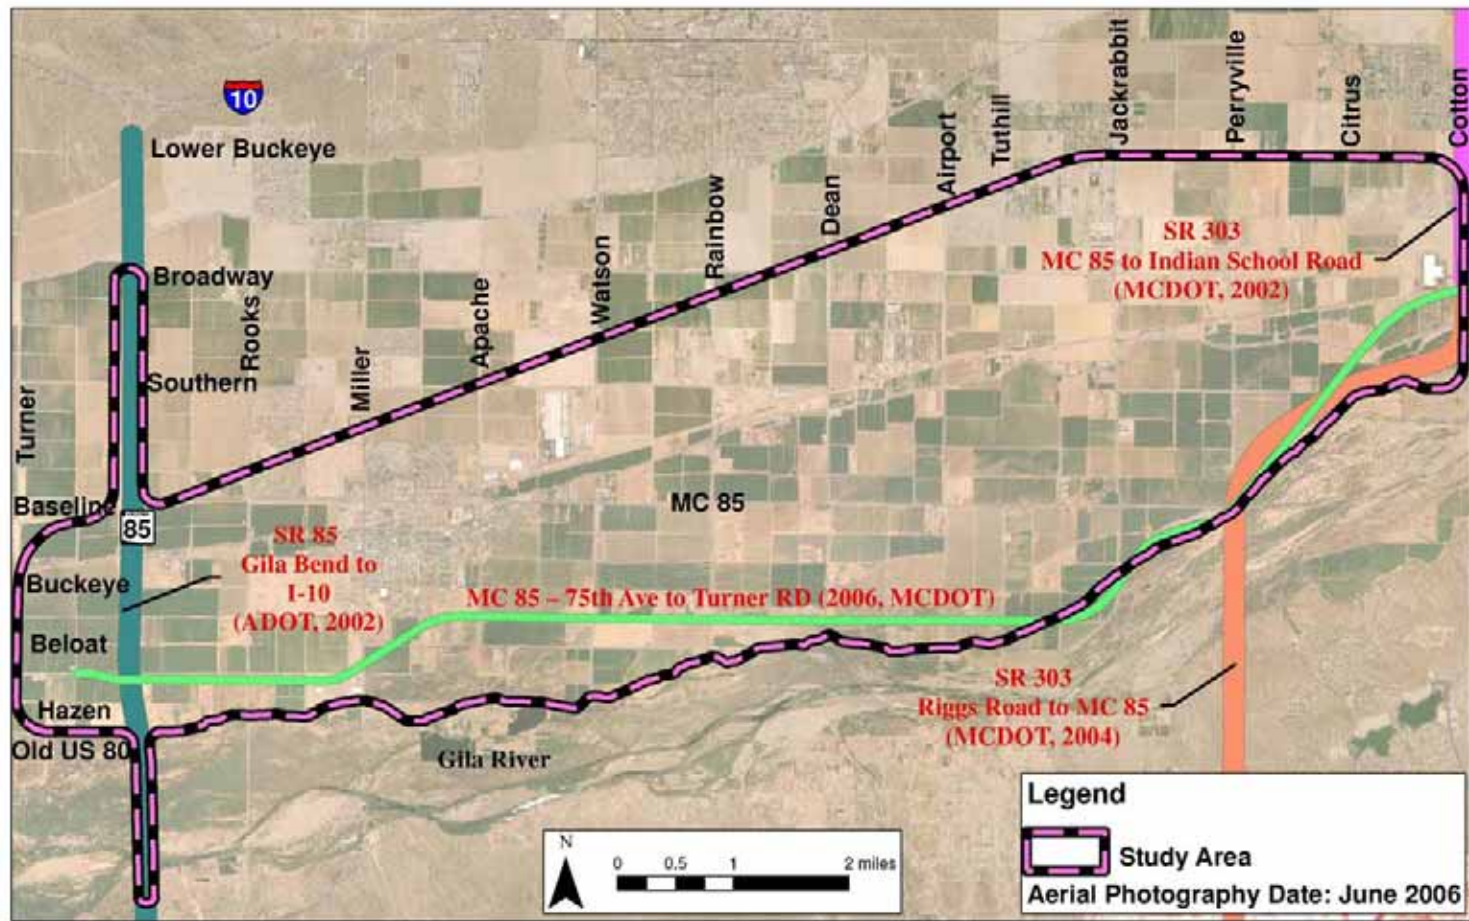 10
Lower Buckeye
Broadway
Southern
Turner
Rooks
Miller
Apache
Watson
Rainbow
Dean
Airport
Tuthill
Jackrabbit
Perryville
Citrus
Cotton
SR 303
MC 85 to Indian School Road
(MCDOT, 2002)
Baseline
85
MC 85
SR 85
Gila Bend to
I-10
(ADOT, 2002)
Buckeye
MC 85 – 75th Ave to Turner RD (2006, MCDOT)
Beloat
Hazen
Old US 80
SR 303
Riggs Road to MC 85
(MCDOT, 2004)
Gila River
N
0 0.5 1 2 miles
Legend
Study Area
Aerial Photography Date: June 2006